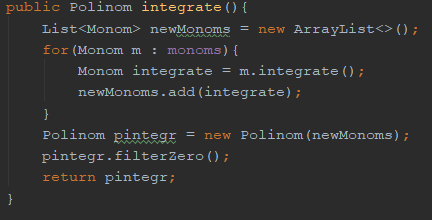 public Polinom integrate(){
    List<Monom> newMonoms = new ArrayList<>();
    for(Monom m : monoms){
        Monom integrate = m.integrate();
        newMonoms.add(integrate);
    }
    Polinom pintegr = new Polinom(newMonoms);
    pintegr.filterZero();
    return pintegr;
}